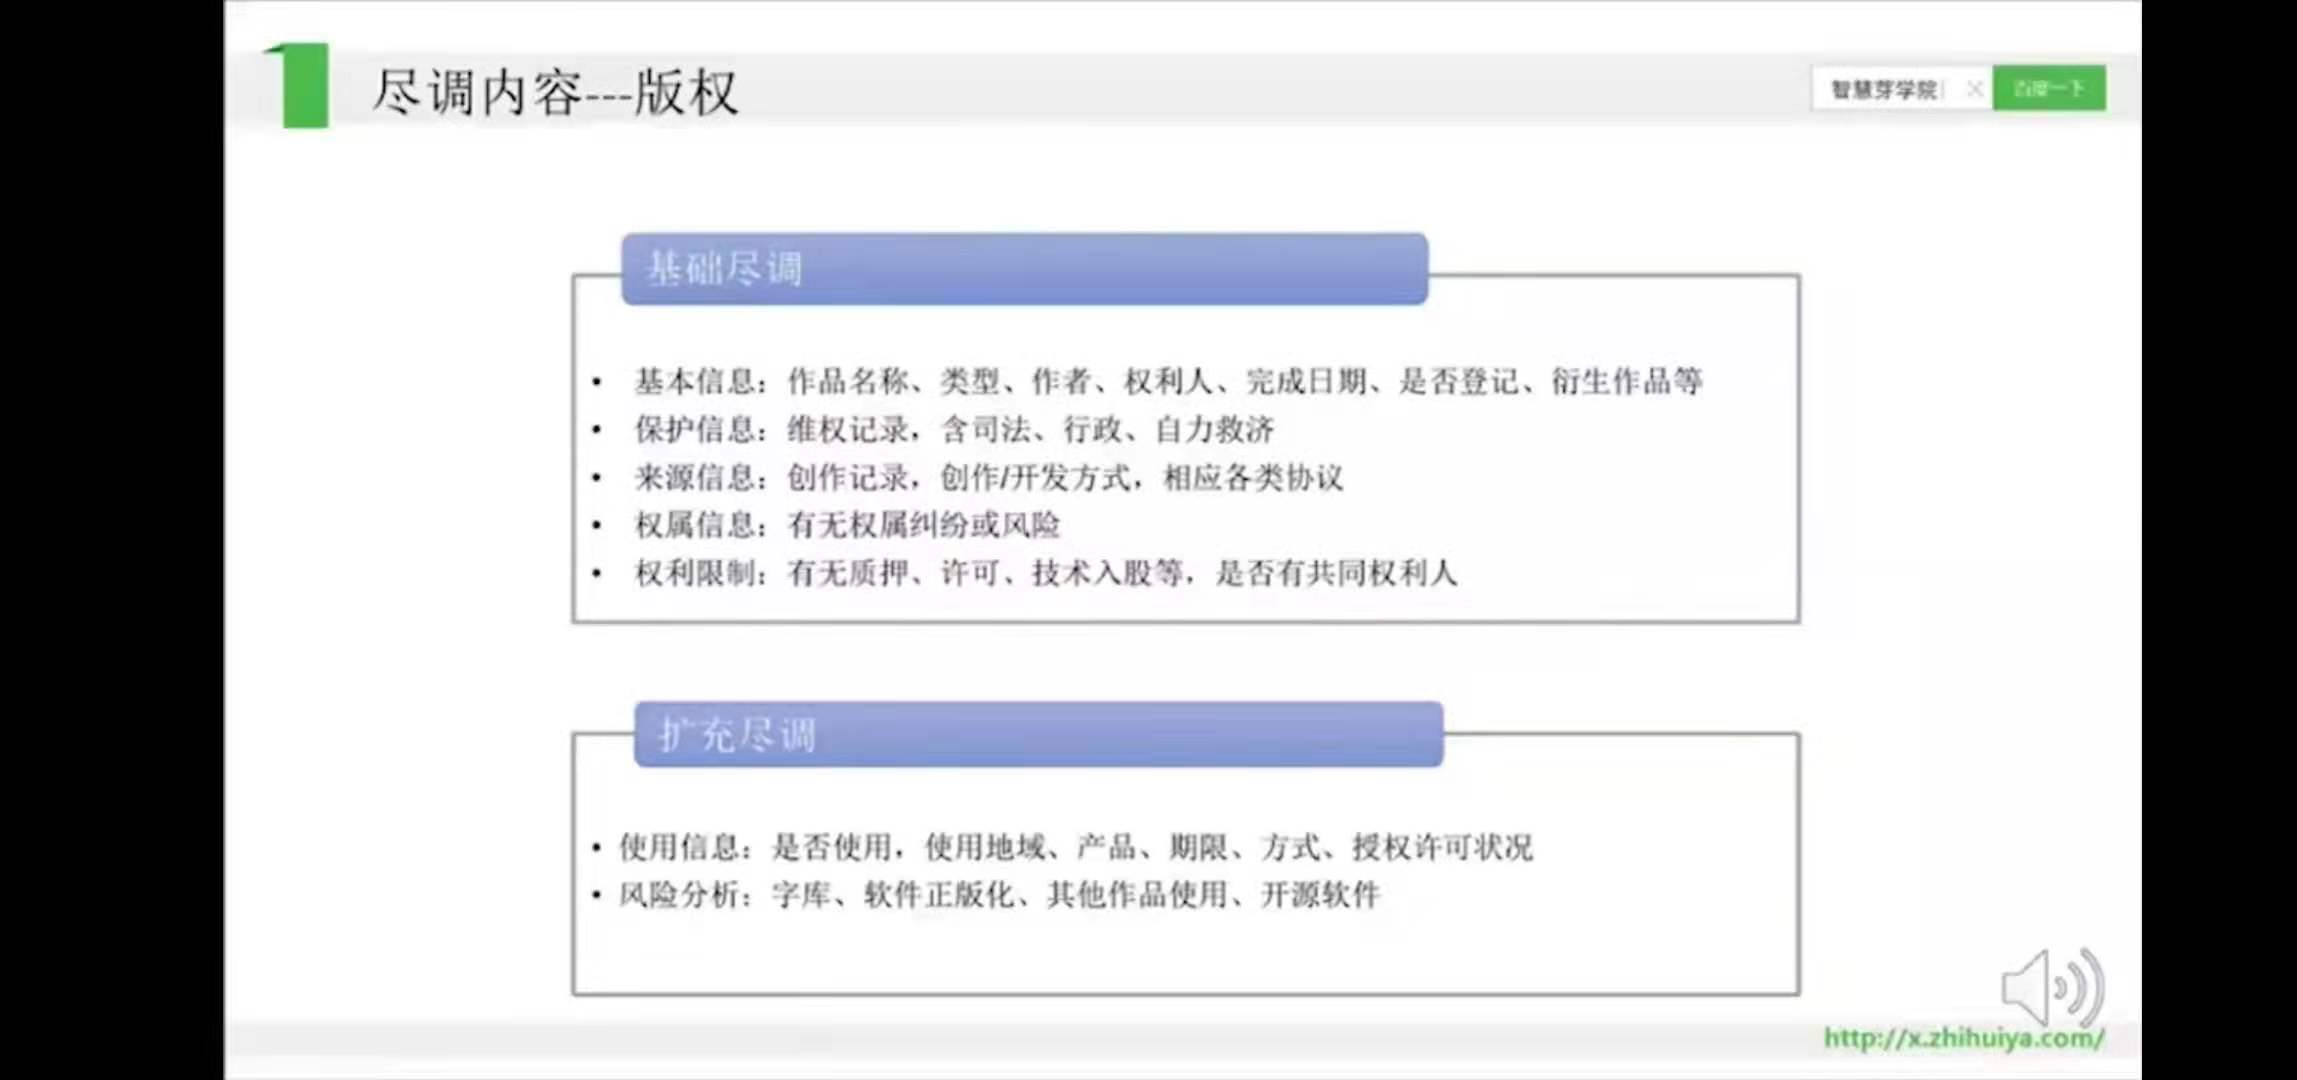 尽调内容---版权
智慧芽学院
百度一下
基础尽调
• 基本信息：作品名称、类型、作者、权利人、完成日期、是否登记、衍生作品等
• 保护信息：维权记录，含司法、行政、自力救济
• 来源信息：创作记录，创作/开发方式，相应各类协议
• 权属信息：有无权属纠纷或风险
• 权利限制：有无质押、许可、技术入股等，是否有共同权利人
扩充尽调
• 使用信息：是否使用，使用地域、产品、期限、方式、授权许可状况
• 风险分析：字库、软件正版化、其他作品使用、开源软件
http://x.zhihuiya.com/